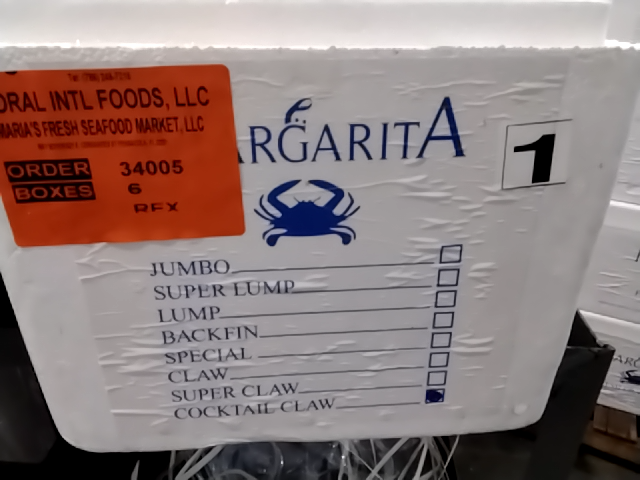 ORAL INTL FOODS, LLC
MARIA'S FRESH SEAFOOD MARKET, LLC
ORDER 34005
BOXES 6
RFX
ARGARITA
1
JUMBO
SUPER LUMP
LUMP
BACKFIN
SPECIAL
CLAW
SUPER CLAW
COCKTAIL CLAW